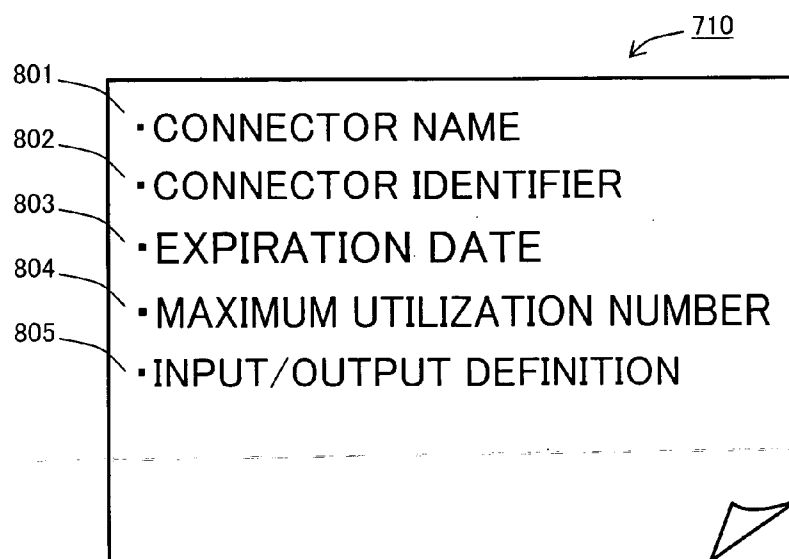 710
801 ・CONNECTOR NAME
802 ・CONNECTOR IDENTIFIER
803 ・EXPIRATION DATE
804 ・MAXIMUM UTILIZATION NUMBER
805 ・INPUT/OUTPUT DEFINITION